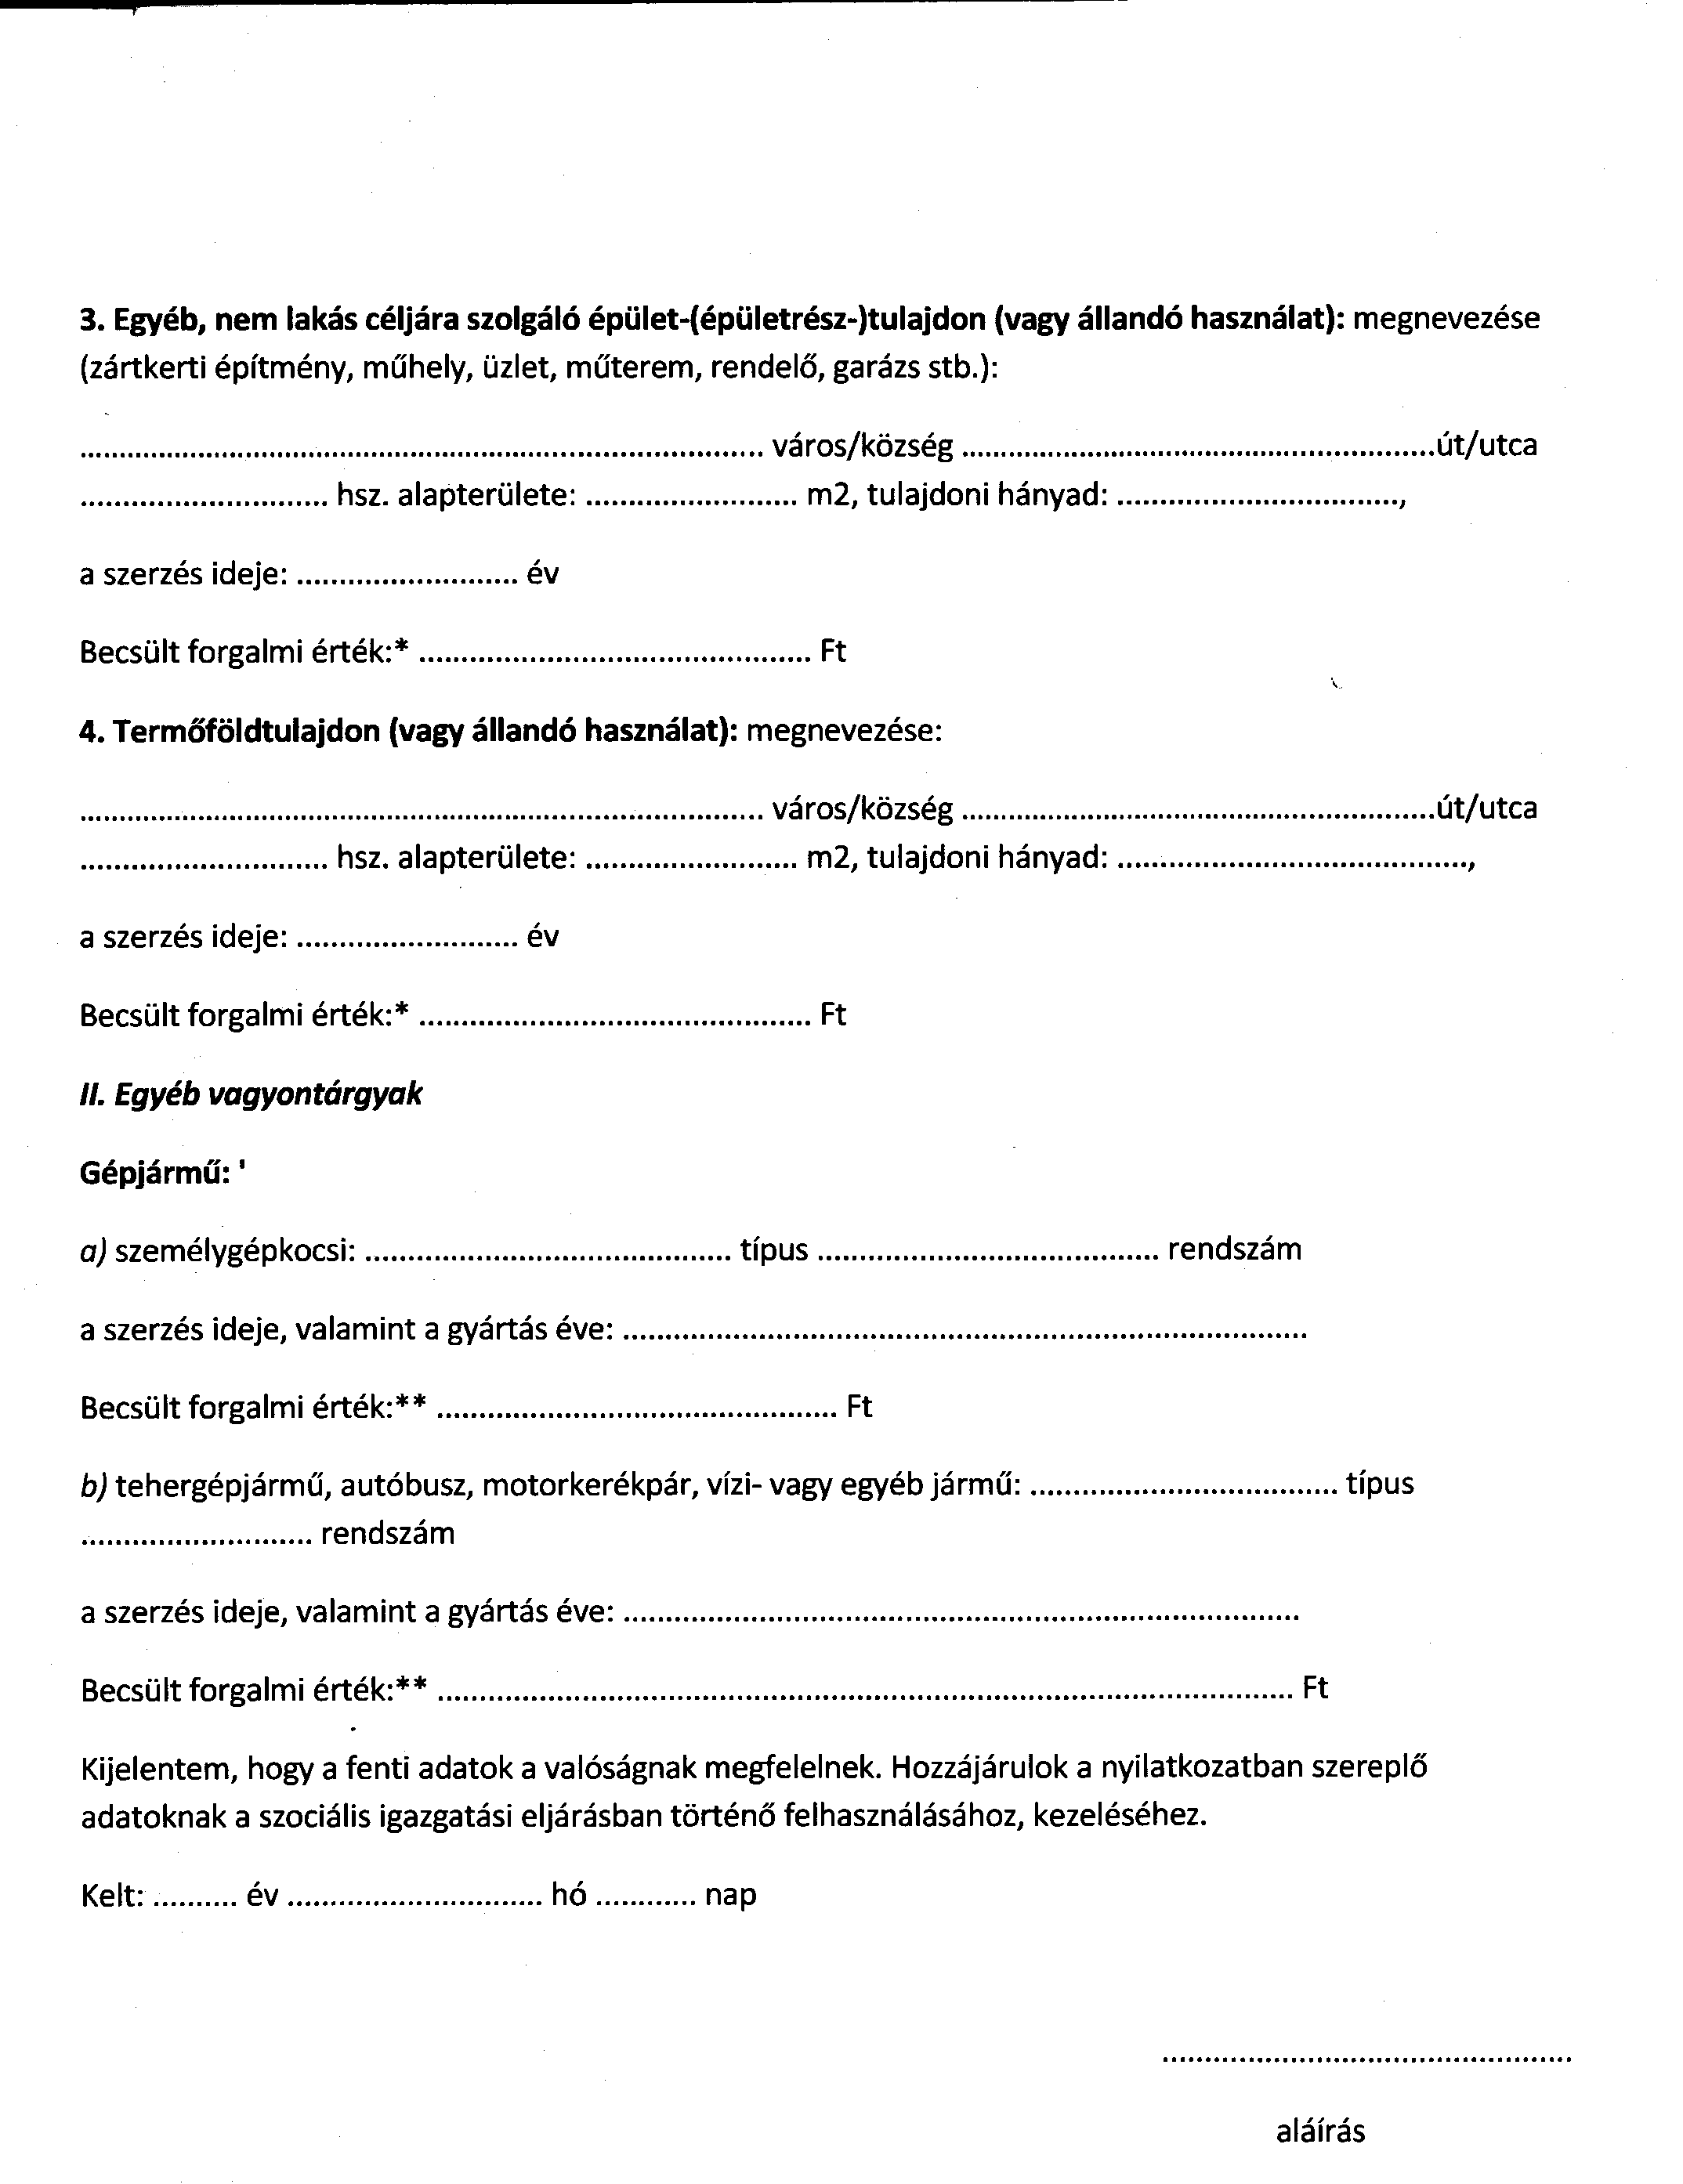 3. Egyéb, nem lakás céljára szolgáló épület-(épületrész-)tulajdon (vagy állandó használat): megnevezése
(zártkerti építmény, műhely, üzlet, műterem, rendelő, garázs stb.):
................................................................................ város/község .......................................................út/utca
............................. hsz. alapterülete: ......................... m2, tulajdoni hányad: .................................,
a szerzés ideje: .......................... év
Becsült forgalmi érték:* .............................................. Ft
4. Termőföldtulajdon (vagy állandó használat): megnevezése:
................................................................................ város/község .......................................................út/utca
............................. hsz. alapterülete: ......................... m2, tulajdoni hányad: .........................................,
a szerzés ideje: .......................... év
Becsült forgalmi érték:* .............................................. Ft
II. Egyéb vagyontárgyak
Gépjármű: '
a) személygépkocsi: ........................................... típus ........................................ rendszám
a szerzés ideje, valamint a gyártás éve: ................................................................................
Becsült forgalmi érték:** ............................................... Ft
b) tehergépjármű, autóbusz, motorkerékpár, vízi- vagy egyéb jármű: .................................... típus
........................... rendszám
a szerzés ideje, valamint a gyártás éve: ...............................................................................
Becsült forgalmi érték:** .................................................................................................... Ft
Kijelentem, hogy a fenti adatok a valóságnak megfelelnek. Hozzájárulok a nyilatkozatban szereplő
adatoknak a szociális igazgatási eljárásban történő felhasználásához, kezeléséhez.
Kelt: .......... év .............................. hó ............ nap
................................................
aláírás